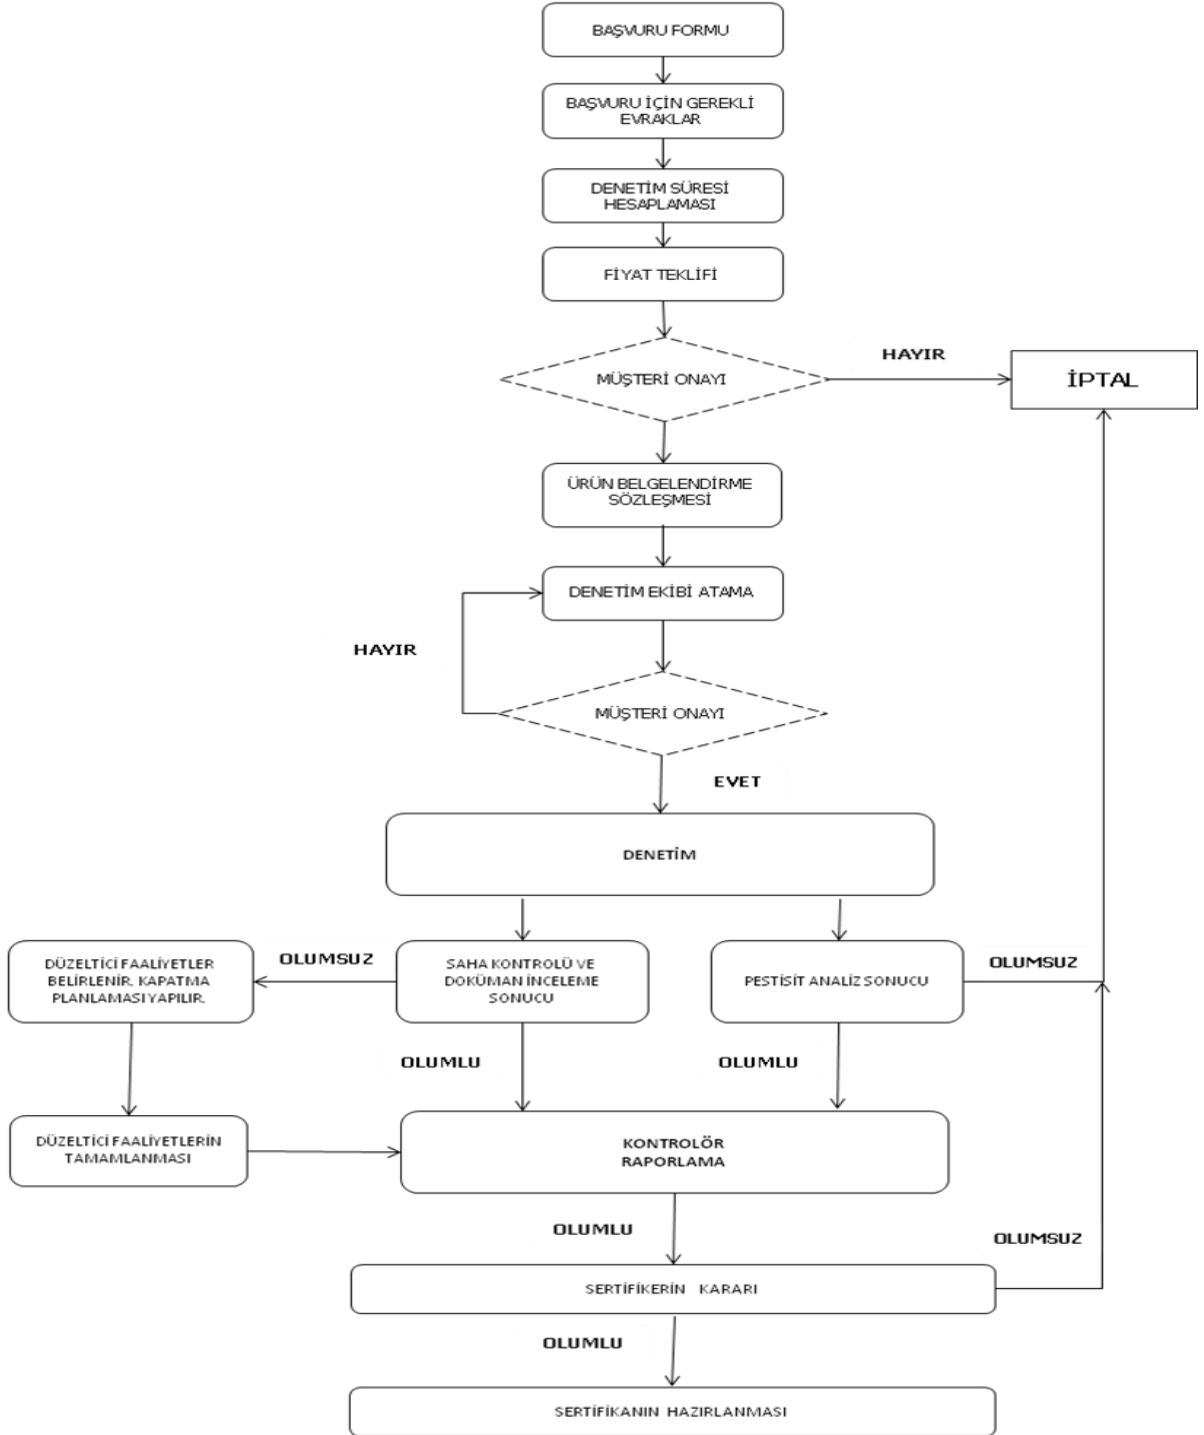 BAŞVURU FORMU
BAŞVURU İÇİN GEREKLİ
EVRAKLAR
DENETİM SÜRESİ
HESAPLAMASI
FİYAT TEKLİFİ
MÜŞTERİ ONAYI
HAYIR
İPTAL
ÜRÜN BELGELENDİRME
SÖZLEŞMESİ
DENETİM EKİBİ ATAMA
HAYIR
MÜŞTERİ ONAYI
EVET
DENETİM
DÜZELTİCİ FAALİYETLER
BELİRLENİR. KAPATMA
PLANLAMASI YAPILIR.
OLUMSUZ
SAHA KONTROLÜ VE
DOKÜMAN İNCELEME
SONUCU
PESTİSİT ANALİZ SONUCU
OLUMSUZ
OLUMLU
OLUMLU
DÜZELTİCİ FAALİYETLERİN
TAMAMLANMASI
KONTROLÖR
RAPORLAMA
OLUMLU
OLUMSUZ
SERTİFİKERİN KARARI
OLUMLU
SERTİFİKANIN HAZIRLANMASI